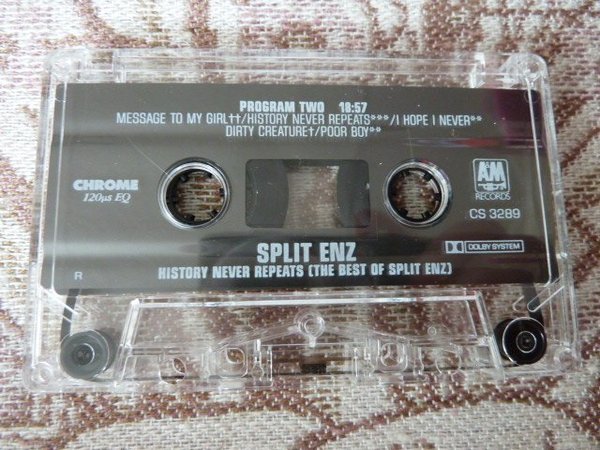 PROGRAM TWO 18:57
MESSAGE TO MY GIRL††/HISTORY NEVER REPEATS***/I HOPE I NEVER**
DIRTY CREATURE†/POOR BOY**
CHROME
120µs EQ
A&M
RECORDS
CS 3289
SPLIT ENZ
DOLBY SYSTEM
HISTORY NEVER REPEATS (THE BEST OF SPLIT ENZ)
R